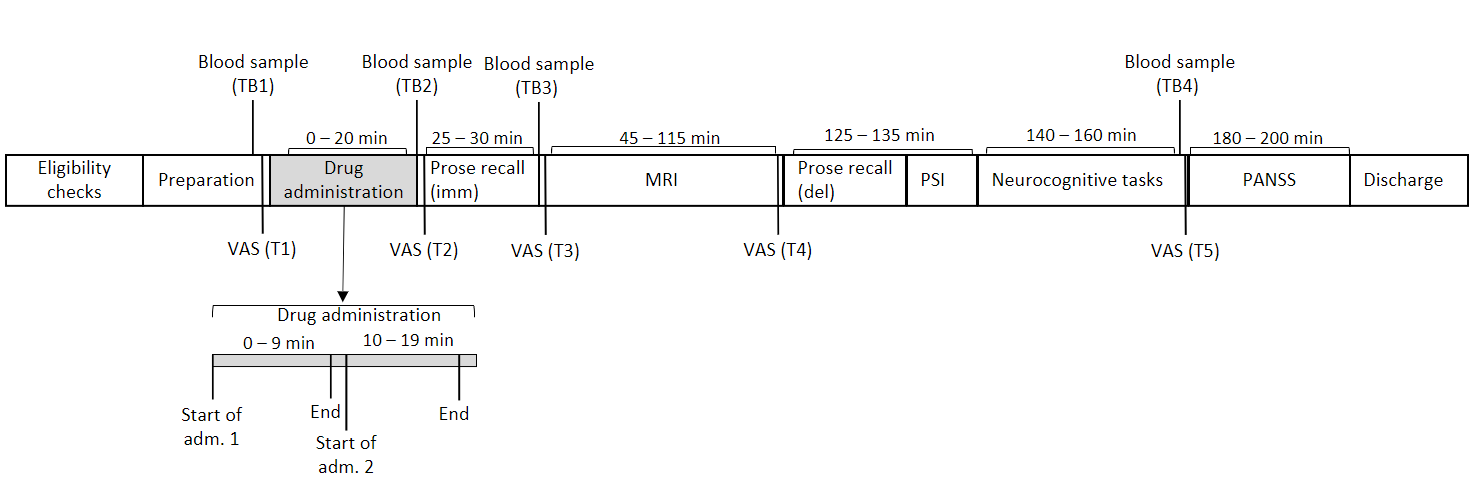 Blood sample
(TB1)
Blood sample
(TB2)
Blood sample
(TB3)
Blood sample
(TB4)
0 – 20 min
25 – 30 min
45 – 115 min
125 – 135 min
140 – 160 min
180 – 200 min
Eligibility
checks
Preparation
Drug
administration
Prose recall
(imm)
MRI
Prose recall
(del)
PSI
Neurocognitive tasks
PANSS
Discharge
VAS (T1)
VAS (T2)
VAS (T3)
VAS (T4)
VAS (T5)
Drug administration
0 – 9 min
10 – 19 min
Start of
adm. 1
End
Start of
adm. 2
End